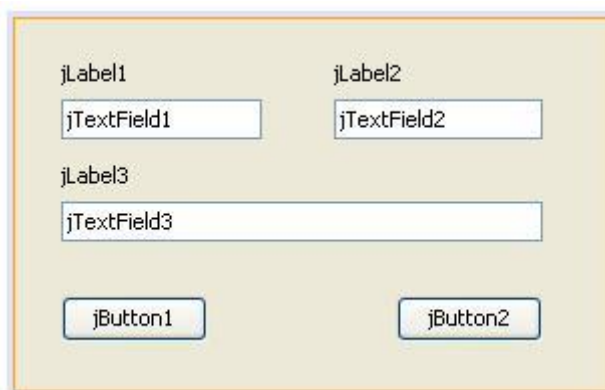 jLabel1 jLabel2
jTextField1 jTextField2
jLabel3
jTextField3
jButton1 jButton2